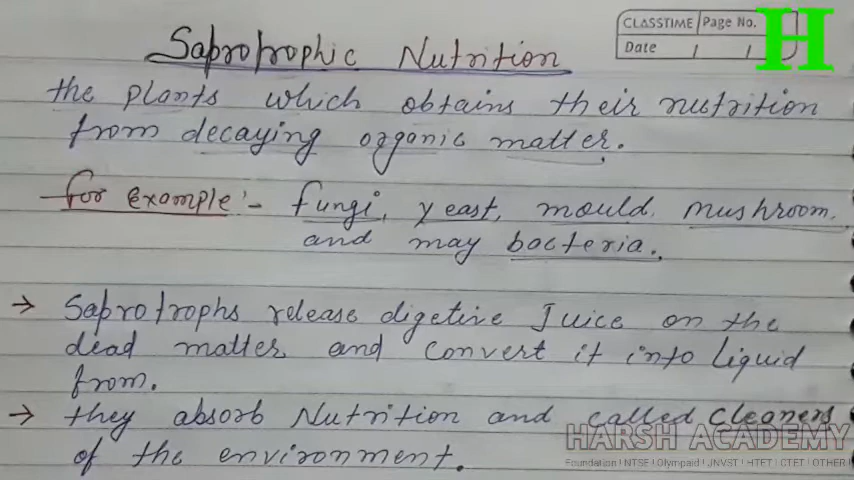 CLASSTIME Page No.
Date / /
H
Saprotrophic Nutrition
the plants which obtains their nutrition
from decaying organic matter.
For Example:- fungi, yeast, mould, mushroom,
and may bacteria.
→ Saprotrophs release digetive Juice on the
dead matter and convert it into liquid
from.
→ they absorb Nutrition and called cleaners
of the environment.
HARSH ACADEMY
Foundation | NTSE | Olympaid | JNVST | HTET | CTET | OTHER